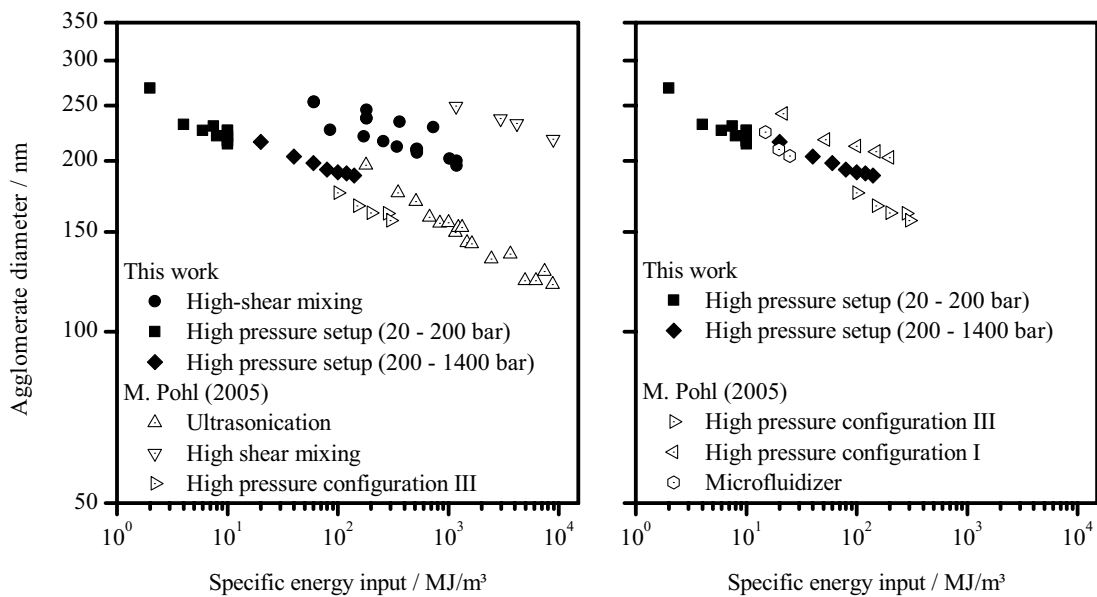 Agglomerate diameter / nm
350
300
250
200
150
100
50
This work
High-shear mixing
High pressure setup (20 - 200 bar)
High pressure setup (200 - 1400 bar)
M. Pohl (2005)
Ultrasonication
High shear mixing
High pressure configuration III
10⁰ 10¹ 10² 10³ 10⁴
Specific energy input / MJ/m³
This work
High pressure setup (20 - 200 bar)
High pressure setup (200 - 1400 bar)
M. Pohl (2005)
High pressure configuration III
High pressure configuration I
Microfluidizer
10⁰ 10¹ 10² 10³ 10⁴
Specific energy input / MJ/m³